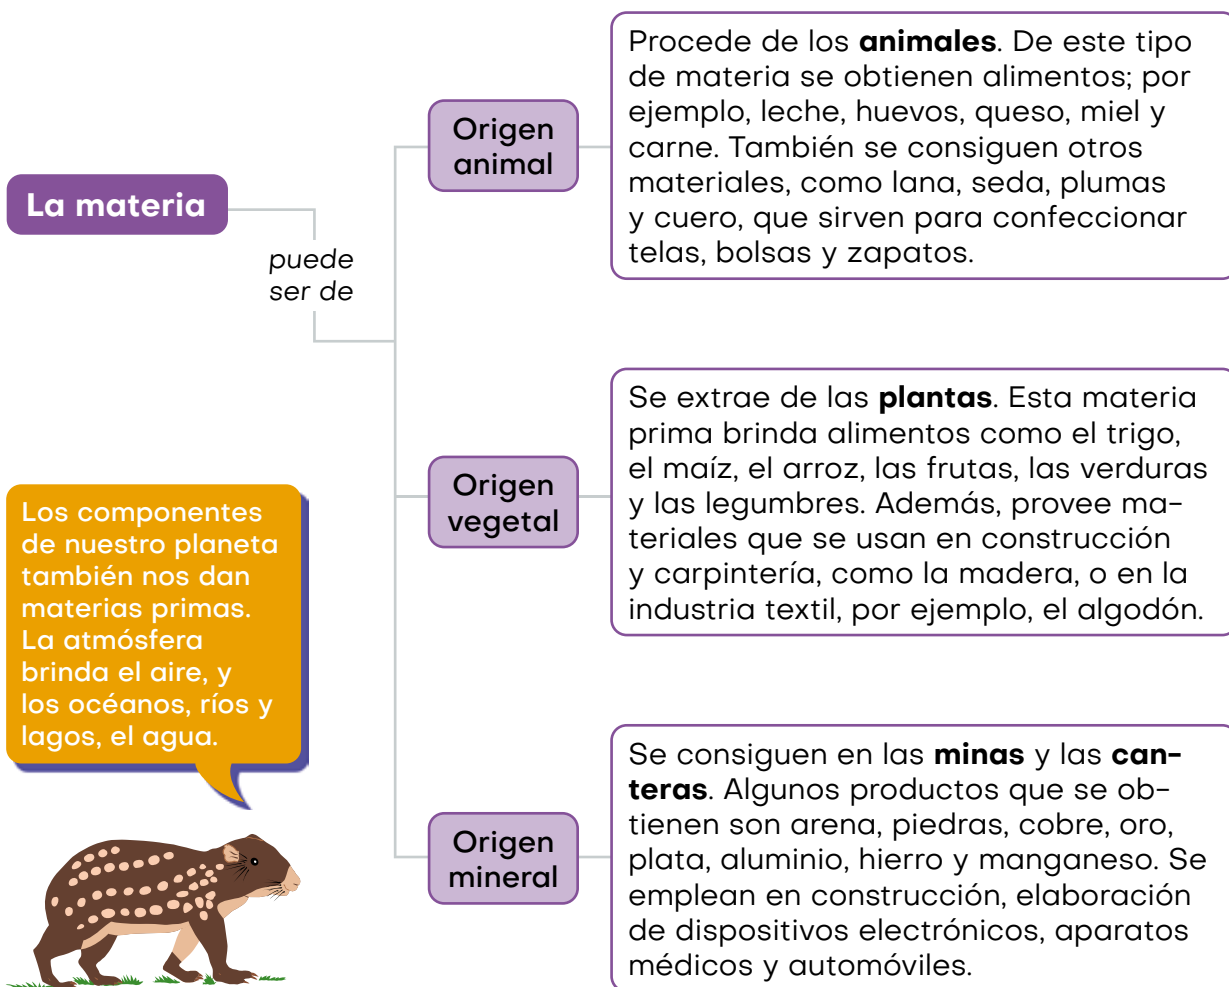 La materia
puede
ser de
Origen
animal
Procede de los animales. De este tipo
de materia se obtienen alimentos; por
ejemplo, leche, huevos, queso, miel y
carne. También se consiguen otros
materiales, como lana, seda, plumas
y cuero, que sirven para confeccionar
telas, bolsas y zapatos.
Origen
vegetal
Se extrae de las plantas. Esta materia
prima brinda alimentos como el trigo,
el maíz, el arroz, las frutas, las verduras
y las legumbres. Además, provee ma-
teriales que se usan en construcción
y carpintería, como la madera, o en la
industria textil, por ejemplo, el algodón.
Origen
mineral
Se consiguen en las minas y las can-
teras. Algunos productos que se ob-
tienen son arena, piedras, cobre, oro,
plata, aluminio, hierro y manganeso. Se
emplean en construcción, elaboración
de dispositivos electrónicos, aparatos
médicos y automóviles.
Los componentes
de nuestro planeta
también nos dan
materias primas.
La atmósfera
brinda el aire, y
los océanos, ríos y
lagos, el agua.